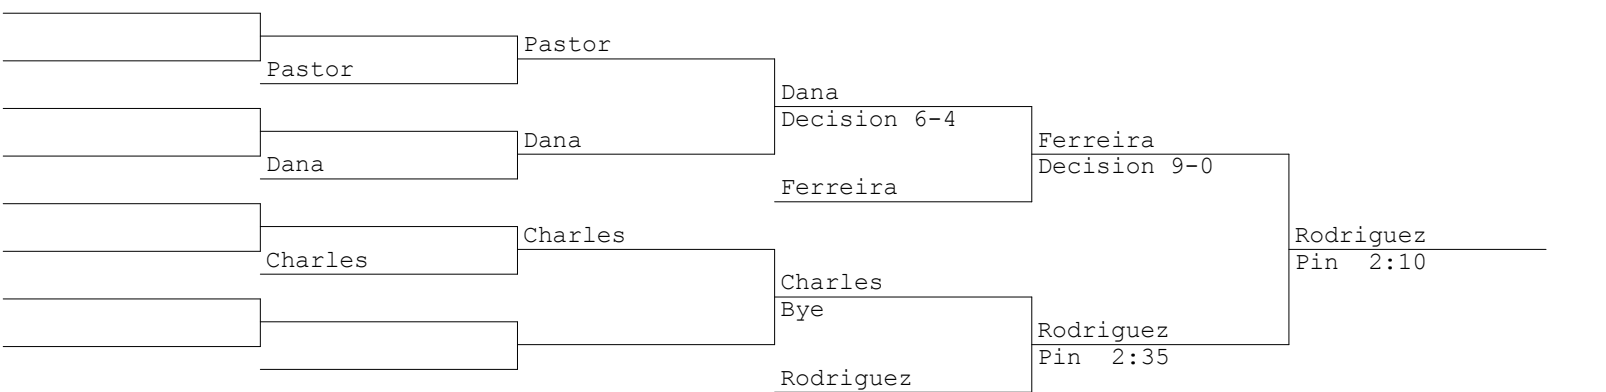 Pastor
Pastor
Dana
Decision 6-4
Dana
Ferreira
Decision 9-0
Dana
Ferreira
Charles
Rodriguez
Pin 2:10
Charles
Charles
Bye
Rodriguez
Pin 2:35
Rodriguez